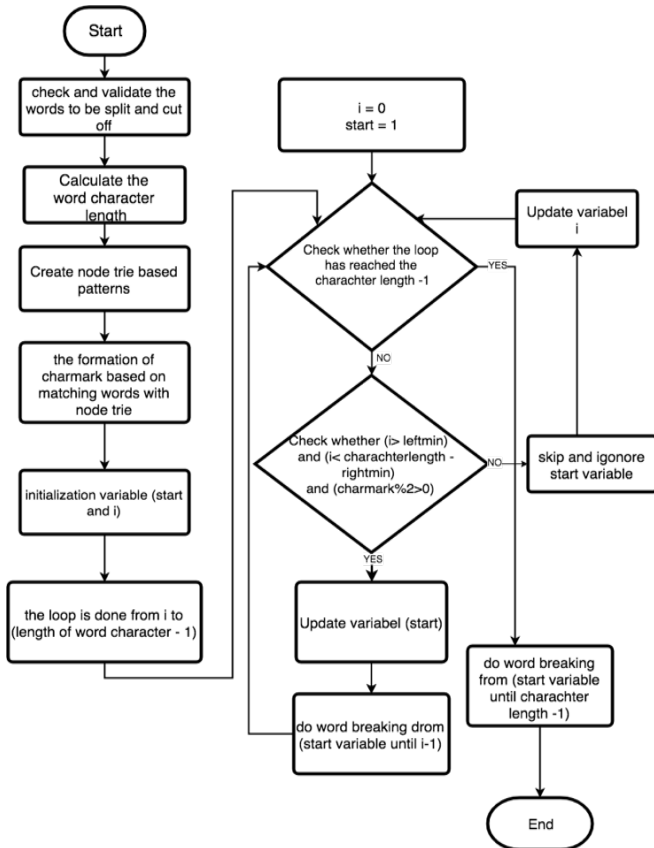 Start
check and validate the
words to be split and cut
off
Calculate the
word character
length
Create node trie based
patterns
the formation of
charmark based on
matching words with
node trie
initialization variable (start
and i)
the loop is done from i to
(length of word character - 1)
i = 0
start = 1
Check whether the loop
has reached the
charachter length -1
YES
NO
Update variabel
i
Check whether (i> leftmin)
and (i< charachterlength -
rightmin)
and (charmark%2>0)
NO
skip and igonore
start variable
YES
Update variabel (start)
do word breaking drom
(start variable until i-1)
do word breaking
from (start variable
until charachter
length -1)
End